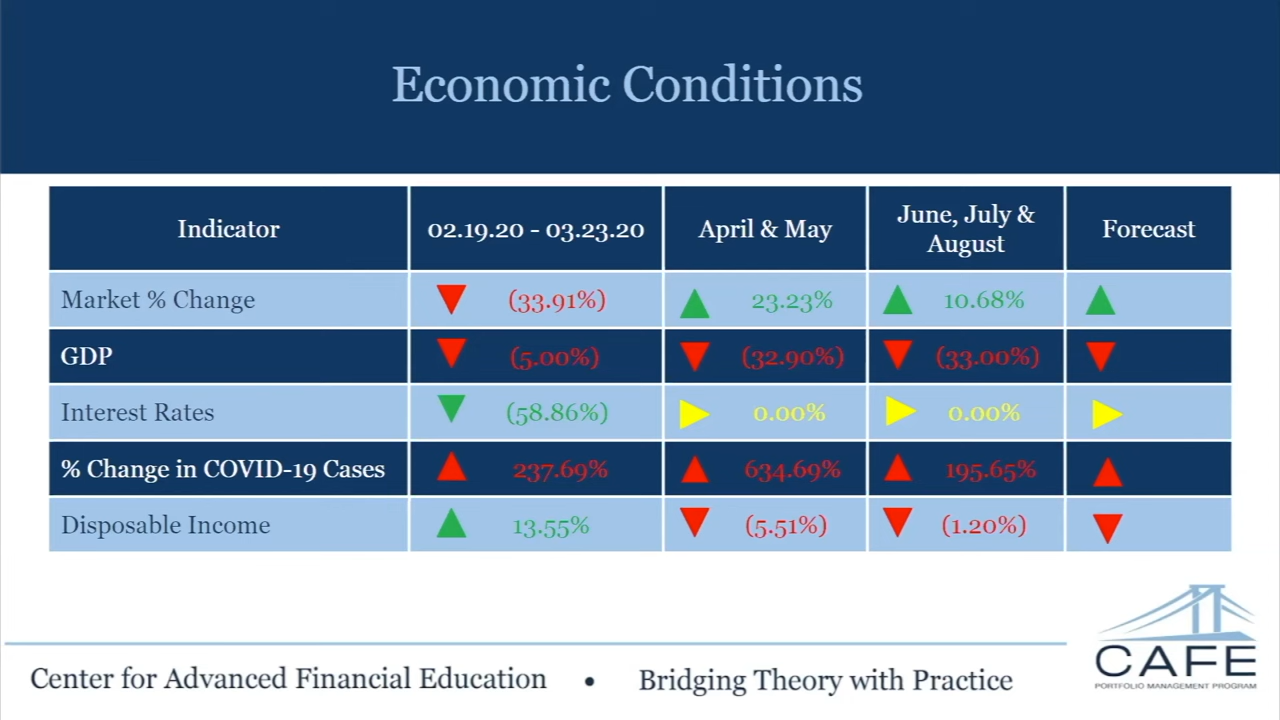 Economic Conditions
Indicator 02.19.20 - 03.23.20 April & May June, July & August Forecast
Market % Change (33.91%) 23.23% 10.68%
GDP (5.00%) (32.90%) (33.00%)
Interest Rates (58.86%) 0.00% 0.00%
% Change in COVID-19 Cases 237.69% 634.69% 195.65%
Disposable Income 13.55% (5.51%) (1.20%)
Center for Advanced Financial Education • Bridging Theory with Practice
CAFE
PORTFOLIO MANAGEMENT PROGRAM